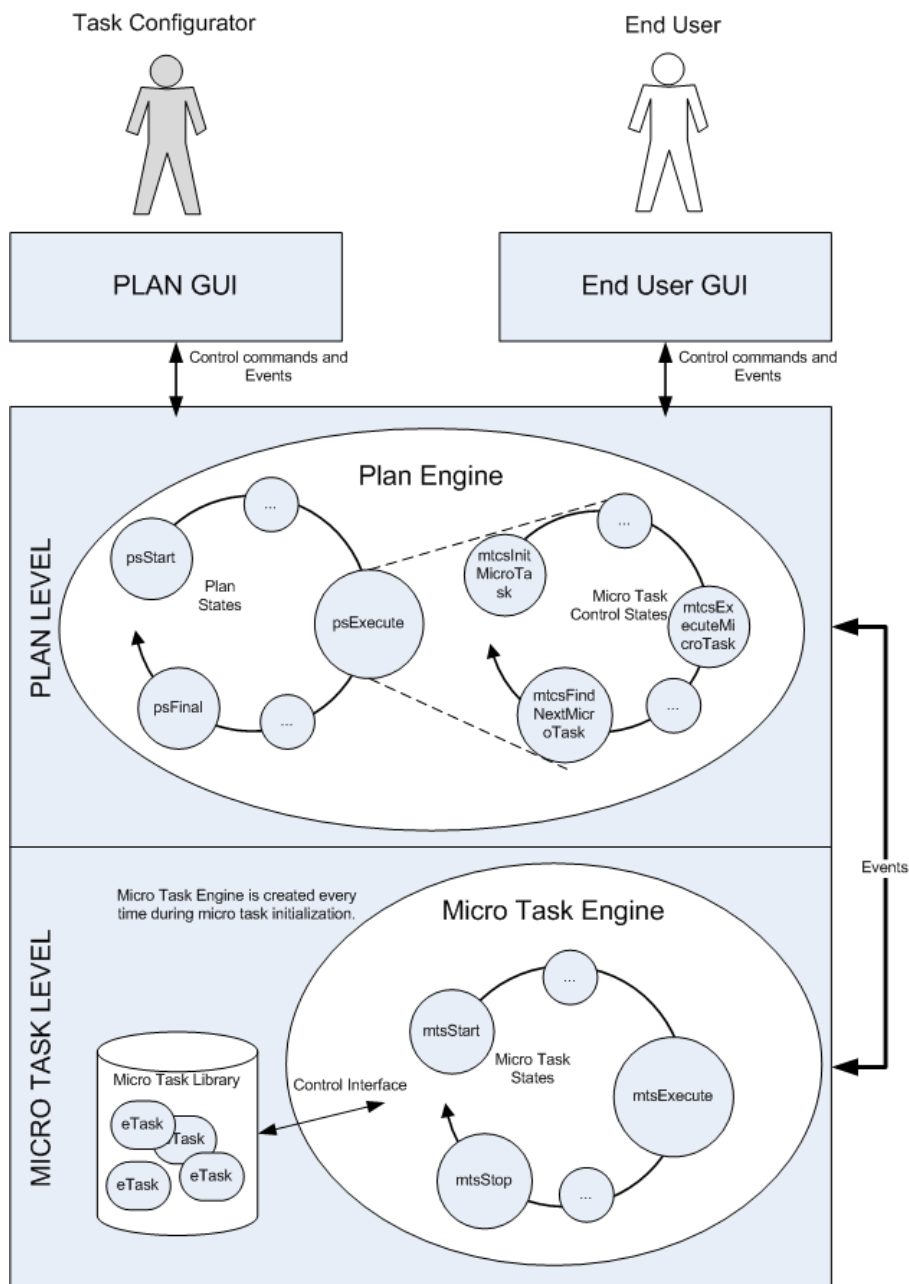 Task Configurator
End User
PLAN GUI
End User GUI
Control commands and
Events
Control commands and
Events
PLAN LEVEL
Plan Engine
...
psStart
Plan
States
psExecute
psFinal
...
...
mtcsInit
MicroTa
sk
Micro Task
Control States
mtcsEx
ecuteMi
croTask
mtcsFind
NextMicr
oTask
...
Events
MICRO TASK LEVEL
Micro Task Engine is created every
time during micro task initialization.
Micro Task Engine
...
mtsStart
Micro Task
States
mtsExecute
mtsStop
...
Control Interface
Micro Task Library
eTask
eTask
eTask
eTask